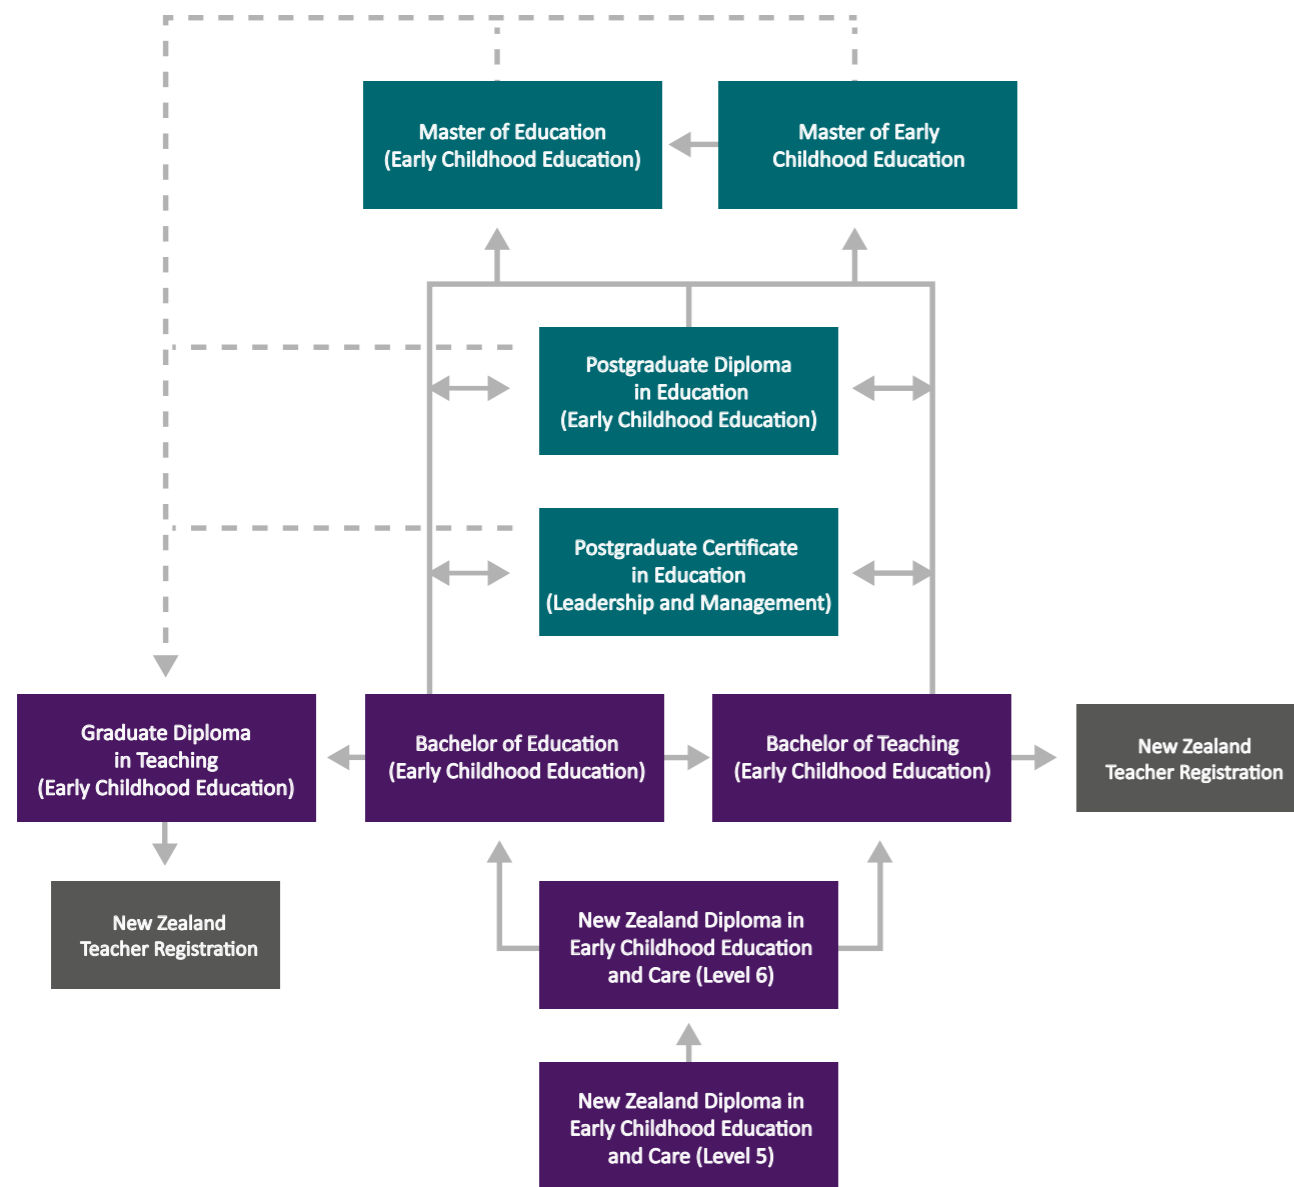 Master of Education
(Early Childhood Education)
Master of Early
Childhood Education
Postgraduate Diploma
in Education
(Early Childhood Education)
Postgraduate Certificate
in Education
(Leadership and Management)
Graduate Diploma
in Teaching
(Early Childhood Education)
Bachelor of Education
(Early Childhood Education)
Bachelor of Teaching
(Early Childhood Education)
New Zealand
Teacher Registration
New Zealand
Teacher Registration
New Zealand Diploma in
Early Childhood Education
and Care (Level 6)
New Zealand Diploma in
Early Childhood Education
and Care (Level 5)